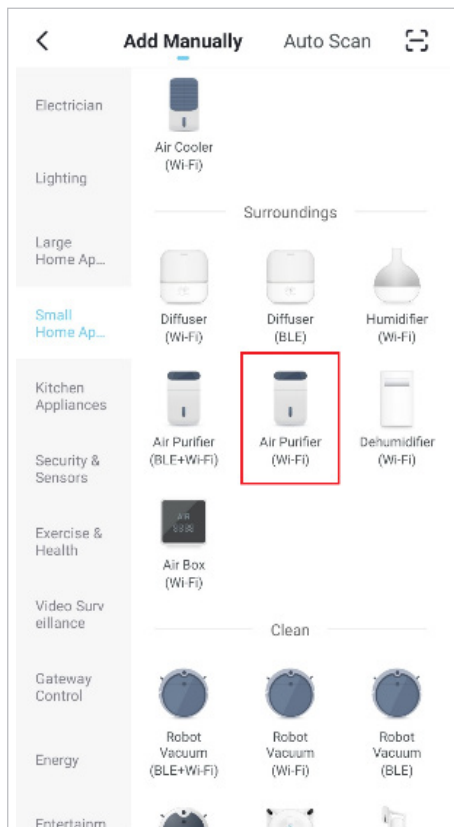 Add Manually
Auto Scan
Electrician
Lighting
Large
Home Ap...
Small
Home Ap...
Kitchen
Appliances
Security &
Sensors
Exercise &
Health
Video Surv
eillance
Gateway
Control
Energy
Entertainm
Air Cooler
(Wi-Fi)
Surroundings
Diffuser
(Wi-Fi)
Diffuser
(BLE)
Humidifier
(Wi-Fi)
Air Purifier
(BLE+Wi-Fi)
Air Purifier
(Wi-Fi)
Dehumidifier
(Wi-Fi)
Air Box
(Wi-Fi)
Clean
Robot
Vacuum
(BLE+Wi-Fi)
Robot
Vacuum
(Wi-Fi)
Robot
Vacuum
(BLE)